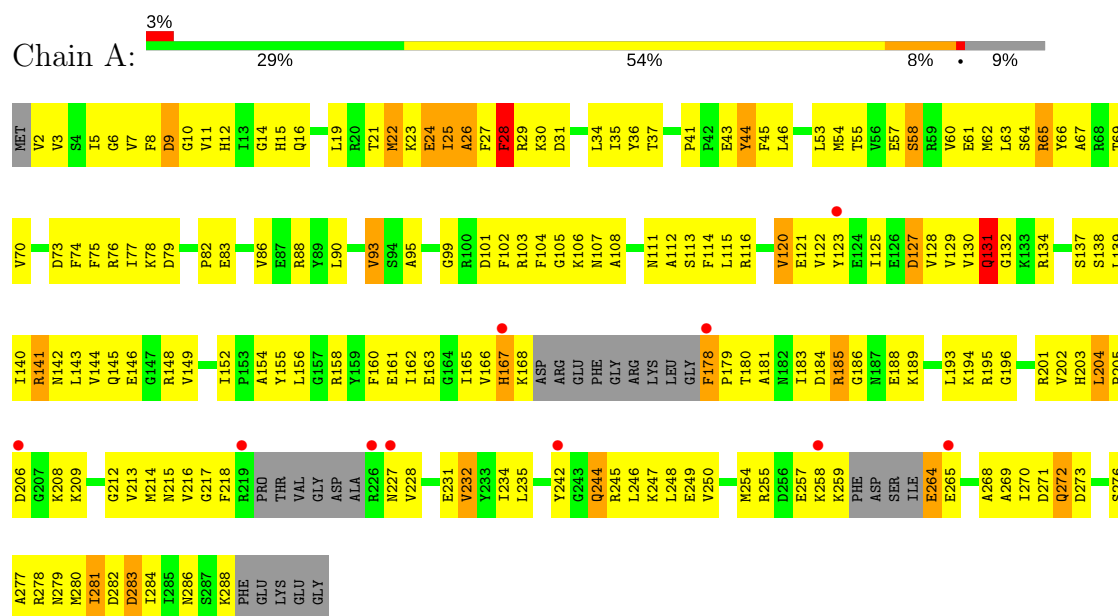 3%
Chain A:
29% 54% 8% • 9%
MET V2 V3 S4 I5 G6 V7 F8 D9 G10 V11 H12 I13 G14 H15 Q16 L19 R20 T21 M22 K23 E24 I25 A26 F27 F28 R29 K30 D31 L34 I35 Y36 T37 P41 P42 E43 Y44 F45 L46 L53 M54 T55 V56 E57 S58 R59 V60 E61 M62 L63 S64 R65 Y66 A67 R68 T69
V70 D73 F74 F75 R76 I77 K78 D79 P82 E83 V86 E87 R88 Y89 L90 V93 S94 A95 G99 R100 D101 F102 R103 F104 G105 K106 N107 A108 N111 A112 S113 F114 L115 R116 V120 E121 V122 Y123 E124 I125 E126 D127 V128 V129 V130 Q131 G132 K133 R134 S137 S138 L139
I140 R141 N142 L143 V144 Q145 E146 G147 R148 V149 I152 P153 A154 Y155 L156 G157 R158 Y159 F160 E161 I162 E163 G164 I165 V166 H167 K168 ASP ARG GLU PHE GLY ARG LYS LEU GLY F178 P179 T180 A181 N182 I183 D184 R185 G186 N187 E188 K189 L193 K194 R195 G196 R201 V202 H203 L204
D206 G207 K208 K209 G212 V213 M214 N215 V216 G217 F218 R219 PRO THR VAL GLY ASP ALA R226 N227 V228 E231 V232 Y233 I234 L235 Y242 G243 Q244 R245 L246 K247 L248 E249 V250 M254 R255 D256 E257 K258 K259 PHE ASP SER ILE E264 E265 A268 A269 I270 D271 Q272 D273 S276
A277 R278 N279 M280 I281 D282 D283 I284 I285 N286 S287 K288 PHE GLU LYS GLU GLY